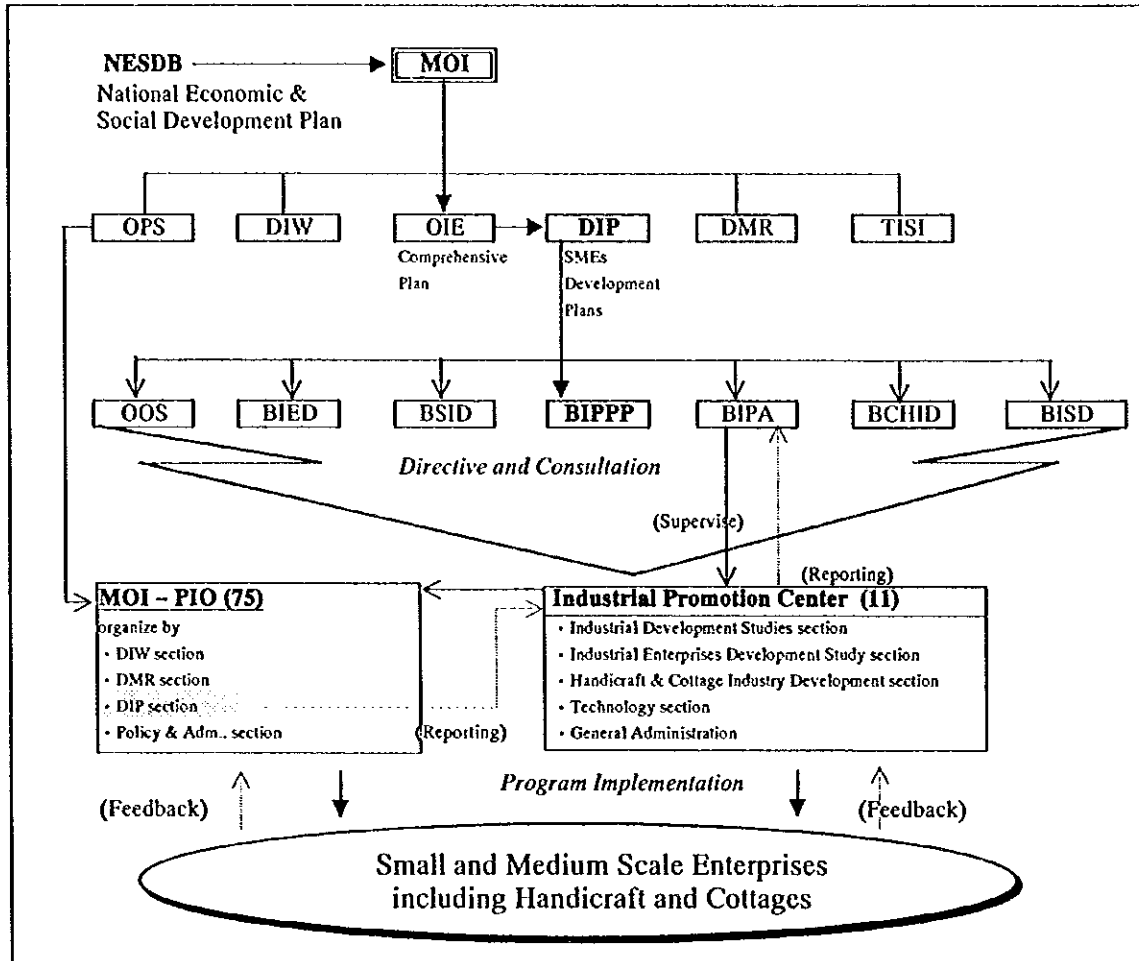 NESDB
MOI
National Economic &
Social Development Plan
OPS
DIW
OIE
DIP
DMR
TISI
Comprehensive
Plan
SMEs
Development
Plans
OOS
BIED
BSID
BIPPP
BIPA
BCHID
BISD
Directive and Consultation
(Supervise)
(Reporting)
MOI – PIO (75)
organize by
• DIW section
• DMR section
• DIP section
• Policy & Adm., section
(Reporting)
Industrial Promotion Center (11)
• Industrial Development Studies section
• Industrial Enterprises Development Study section
• Handicraft & Cottage Industry Development section
• Technology section
• General Administration
Program Implementation
(Feedback)
(Feedback)
Small and Medium Scale Enterprises
including Handicraft and Cottages